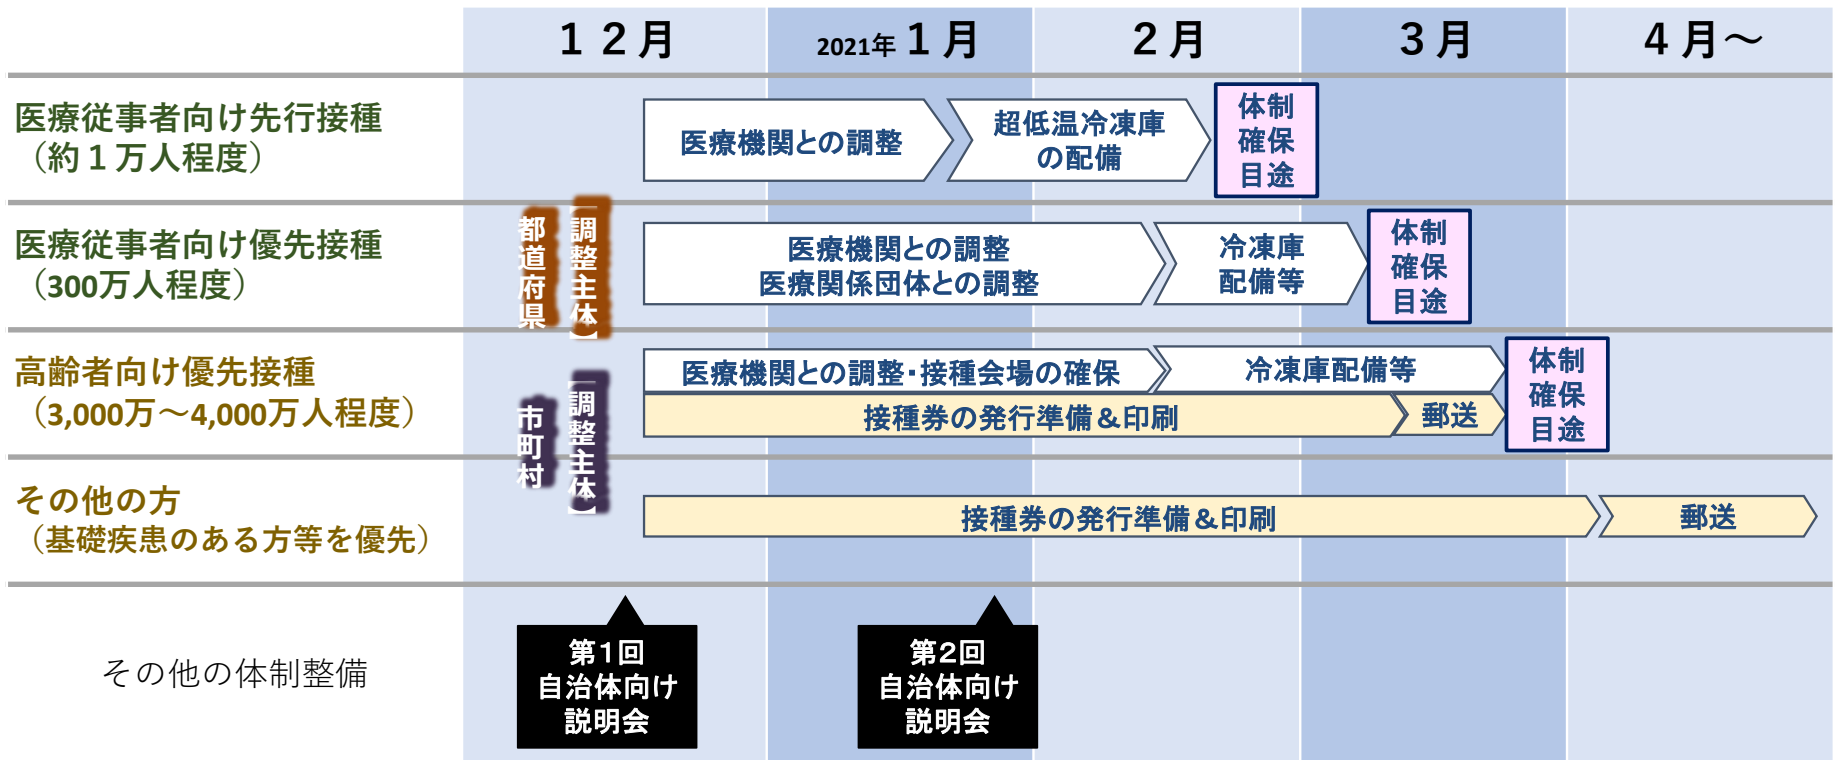 １２月
2021年 １月
２月
３月
４月～
医療従事者向け先行接種
（約１万人程度）
医療機関との調整
超低温冷凍庫
の配備
体制
確保
目途
医療従事者向け優先接種
（300万人程度）
【調整主体】
都道府県
医療機関との調整
医療関係団体との調整
冷凍庫
配備等
体制
確保
目途
高齢者向け優先接種
（3,000万～4,000万人程度）
【調整主体】
市町村
医療機関との調整・接種会場の確保
冷凍庫配備等
接種券の発行準備＆印刷
郵送
体制
確保
目途
その他の方
（基礎疾患のある方等を優先）
接種券の発行準備＆印刷
郵送
その他の体制整備
第１回
自治体向け
説明会
第２回
自治体向け
説明会